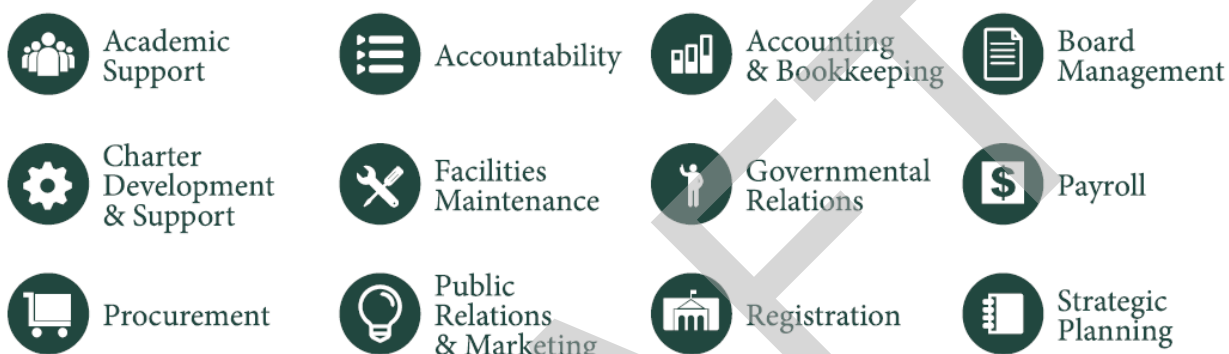 Academic
Support
Accountability
Accounting
& Bookkeeping
Board
Management
Charter
Development
& Support
Facilities
Maintenance
Governmental
Relations
$
Payroll
Procurement
Public
Relations
& Marketing
Registration
Strategic
Planning